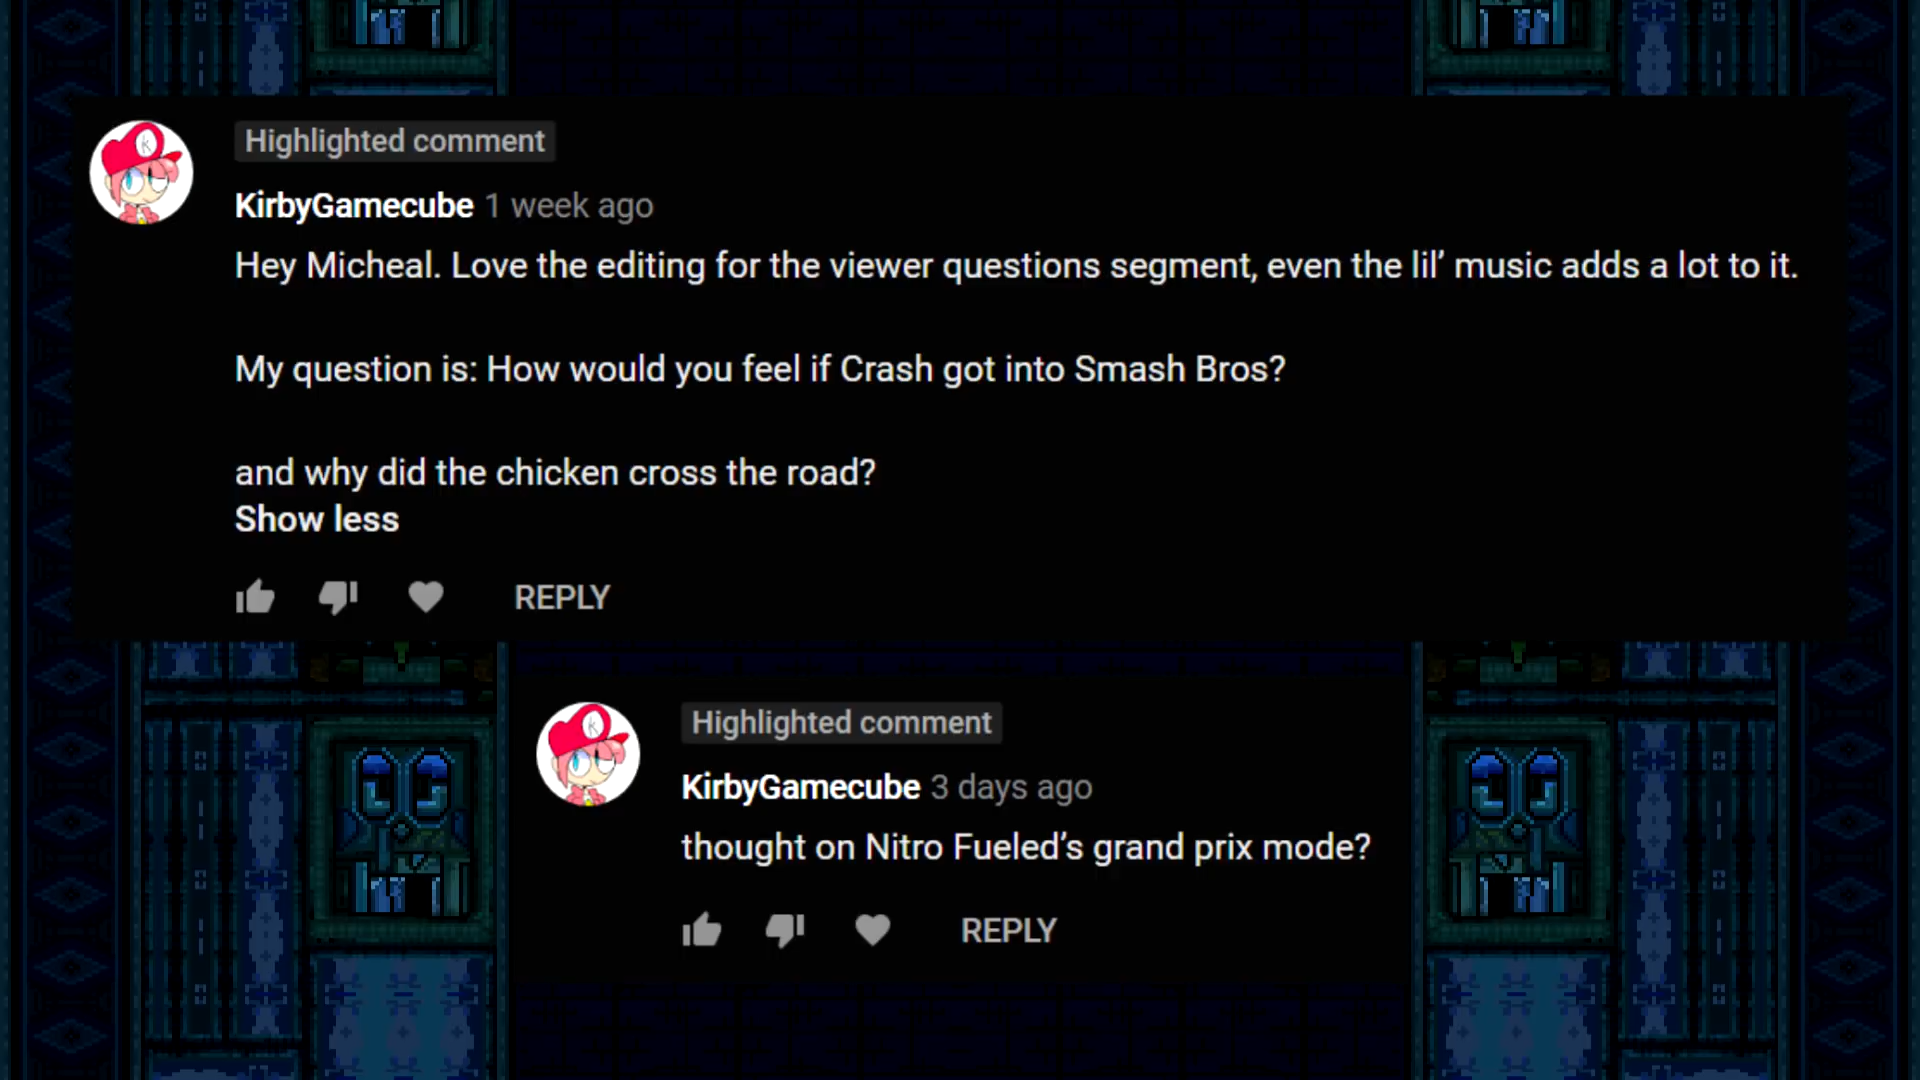 Highlighted comment
KirbyGamecube 1 week ago
Hey Micheal. Love the editing for the viewer questions segment, even the lil’ music adds a lot to it.
My question is: How would you feel if Crash got into Smash Bros?
and why did the chicken cross the road?
Show less
REPLY
Highlighted comment
KirbyGamecube 3 days ago
thought on Nitro Fueled’s grand prix mode?
REPLY